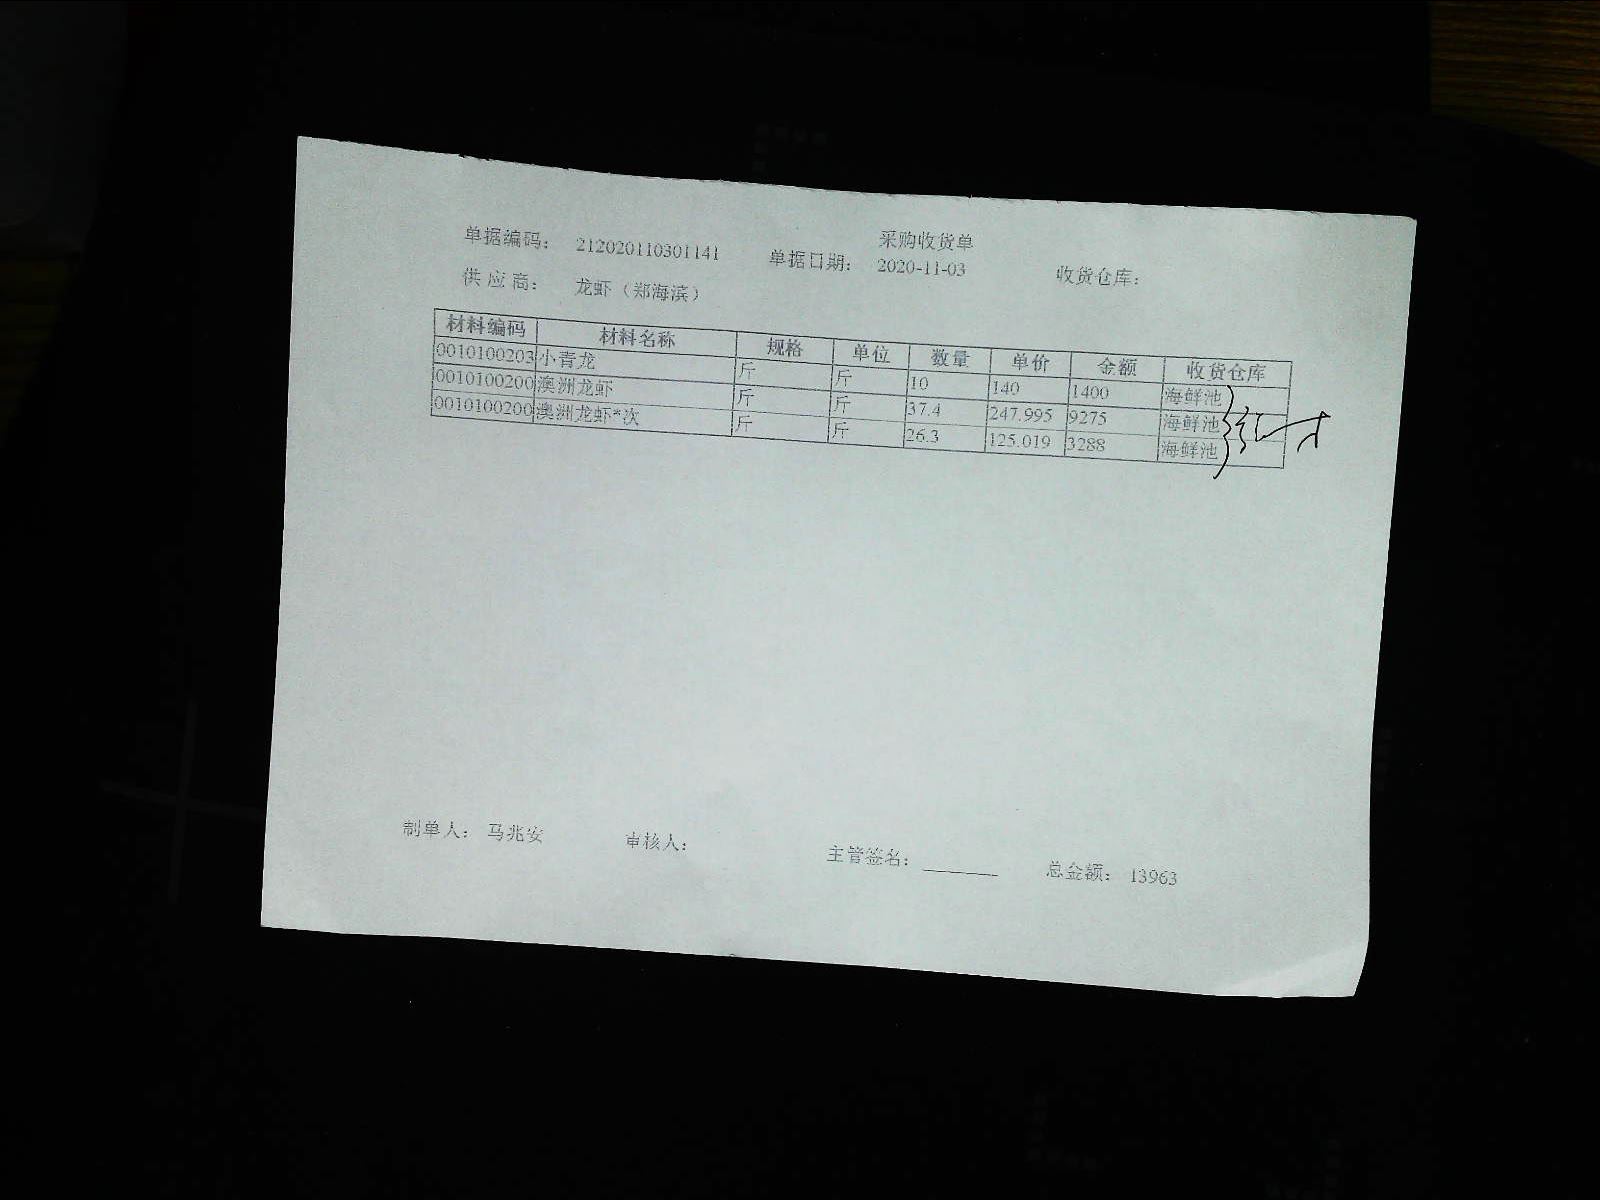 采购收货单
单据编码: 212020110301141 单据日期: 2020-11-03 收货仓库:
供应商: 龙虾（郑海滨）
材料编码 材料名称 规格 单位 数量 单价 金额 收货仓库
0010100203 小青龙 斤 斤 10 140 1400 海鲜池
0010100200 澳洲龙虾 斤 斤 37.4 247.995 9275 海鲜池
0010100200 澳洲龙虾*次 斤 斤 26.3 125.019 3288 海鲜池
制单人: 马兆安 审核人: 主管签名: 总金额: 13963